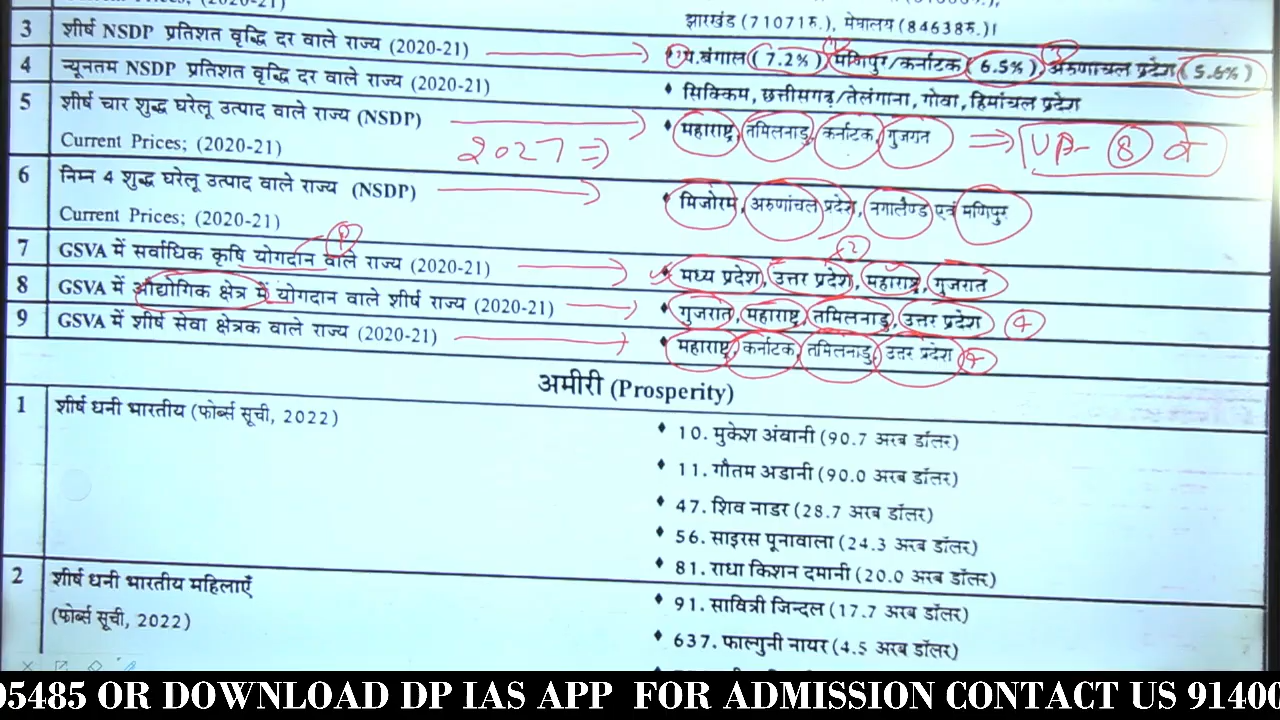 झारखंड (71071रु.), मेघालय (84638रु.)।
3 शीर्ष NSDP प्रतिशत वृद्धि दर वाले राज्य (2020-21)
प.बंगाल (7.2%) मणिपुर/कर्नाटक (6.5%), अरुणाचल प्रदेश (5.6%)
4 न्यूनतम NSDP प्रतिशत वृद्धि दर वाले राज्य (2020-21)
♦ सिक्किम, छत्तीसगढ़/तेलंगाना, गोवा, हिमांचल प्रदेश
5 शीर्ष चार शुद्ध घरेलू उत्पाद वाले राज्य (NSDP)
Current Prices; (2020-21)
♦ महाराष्ट्र, तमिलनाडु, कर्नाटक, गुजरात
2027 ⇒
6 निम्न 4 शुद्ध घरेलू उत्पाद वाले राज्य (NSDP)
Current Prices; (2020-21)
♦ मिजोरम, अरुणांचल प्रदेश, नगालैण्ड एवं मणिपुर
7 GSVA में सर्वाधिक कृषि योगदान वाले राज्य (2020-21)
♦ मध्य प्रदेश, उत्तर प्रदेश, महाराष्ट्र, गुजरात
8 GSVA में औद्योगिक क्षेत्र में योगदान वाले शीर्ष राज्य (2020-21)
♦ गुजरात, महाराष्ट्र, तमिलनाडु, उत्तर प्रदेश 4
9 GSVA में शीर्ष सेवा क्षेत्रक वाले राज्य (2020-21)
♦ महाराष्ट्र, कर्नाटक, तमिलनाडु, उत्तर प्रदेश 4
अमीरी (Prosperity)
1 शीर्ष धनी भारतीय (फोर्ब्स सूची, 2022)
♦ 10. मुकेश अंबानी (90.7 अरब डॉलर)
♦ 11. गौतम अडानी (90.0 अरब डॉलर)
♦ 47. शिव नाडर (28.7 अरब डॉलर)
♦ 56. साइरस पूनावाला (24.3 अरब डॉलर)
♦ 81. राधा किशन दमानी (20.0 अरब डॉलर)
2 शीर्ष धनी भारतीय महिलाएँ
(फोर्ब्स सूची, 2022)
♦ 91. सावित्री जिन्दल (17.7 अरब डॉलर)
♦ 637. फाल्गुनी नायर (4.5 अरब डॉलर)
05485 OR DOWNLOAD DP IAS APP FOR ADMISSION CONTACT US 91400